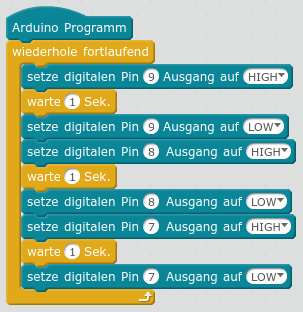 Arduino Programm
wiederhole fortlaufend
setze digitalen Pin 9 Ausgang auf HIGH
warte 1 Sek.
setze digitalen Pin 9 Ausgang auf LOW
setze digitalen Pin 8 Ausgang auf HIGH
warte 1 Sek.
setze digitalen Pin 8 Ausgang auf LOW
setze digitalen Pin 7 Ausgang auf HIGH
warte 1 Sek.
setze digitalen Pin 7 Ausgang auf LOW